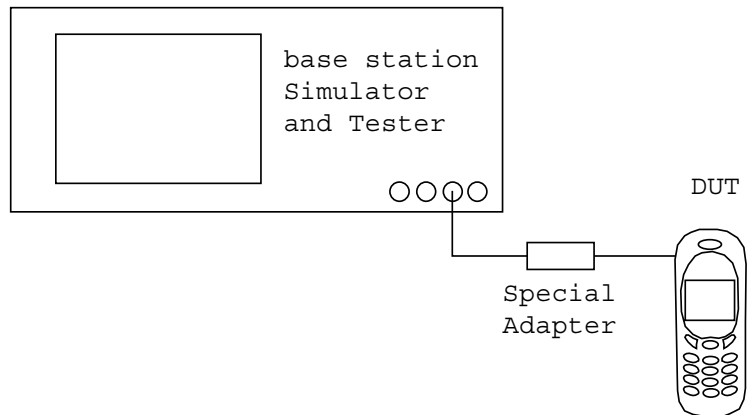 base station
Simulator
and Tester
DUT
Special
Adapter